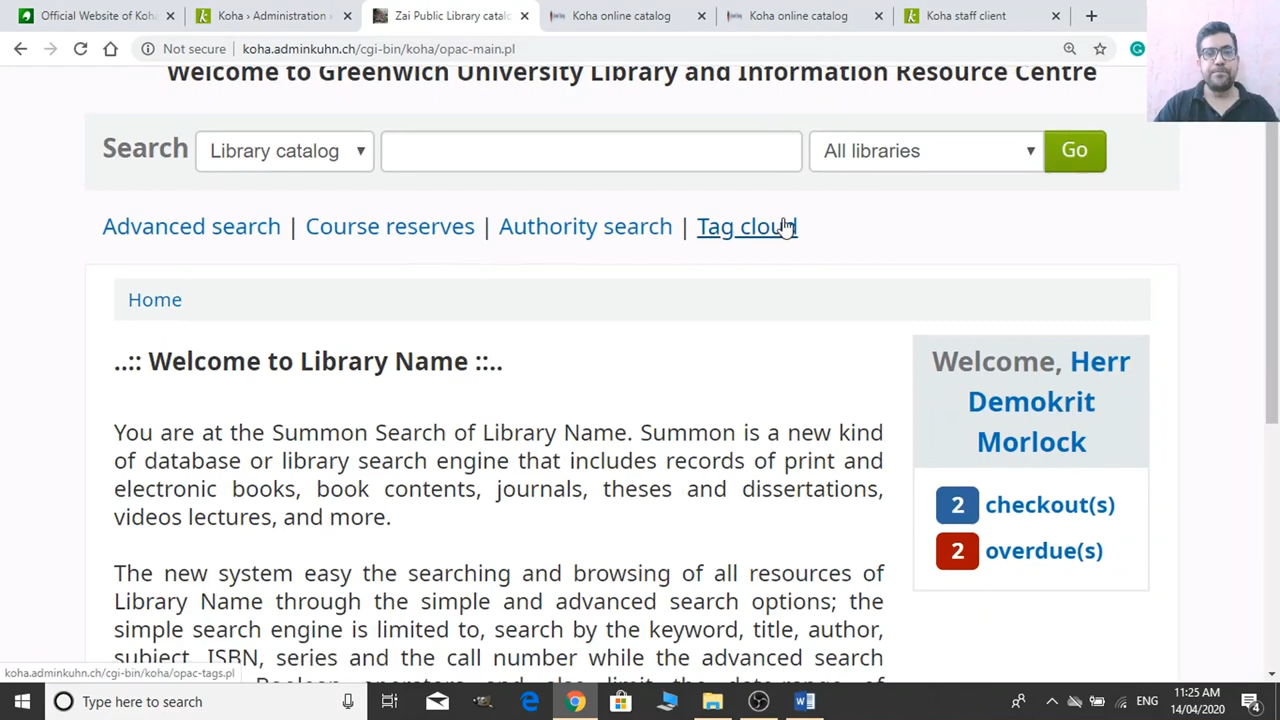 Official Website of Koha
Koha › Administration ›
Zai Public Library catalo
Koha online catalog
Koha online catalog
Koha staff client
Not secure
koha.adminkuhn.ch/cgi-bin/koha/opac-main.pl
Welcome to Greenwich University Library and Information Resource Centre
Search
Library catalog
All libraries
Go
Advanced search | Course reserves | Authority search | Tag cloud
Home
..:: Welcome to Library Name ::..
You are at the Summon Search of Library Name. Summon is a new kind
of database or library search engine that includes records of print and
electronic books, book contents, journals, theses and dissertations,
videos lectures, and more.
The new system easy the searching and browsing of all resources of
Library Name through the simple and advanced search options; the
simple search engine is limited to, search by the keyword, title, author,
subject, ISBN, series and the call number while the advanced search
Welcome, Herr
Demokrit
Morlock
2 checkout(s)
2 overdue(s)
koha.adminkuhn.ch/cgi-bin/koha/opac-tags.pl
Type here to search
ENG
11:25 AM
14/04/2020
4